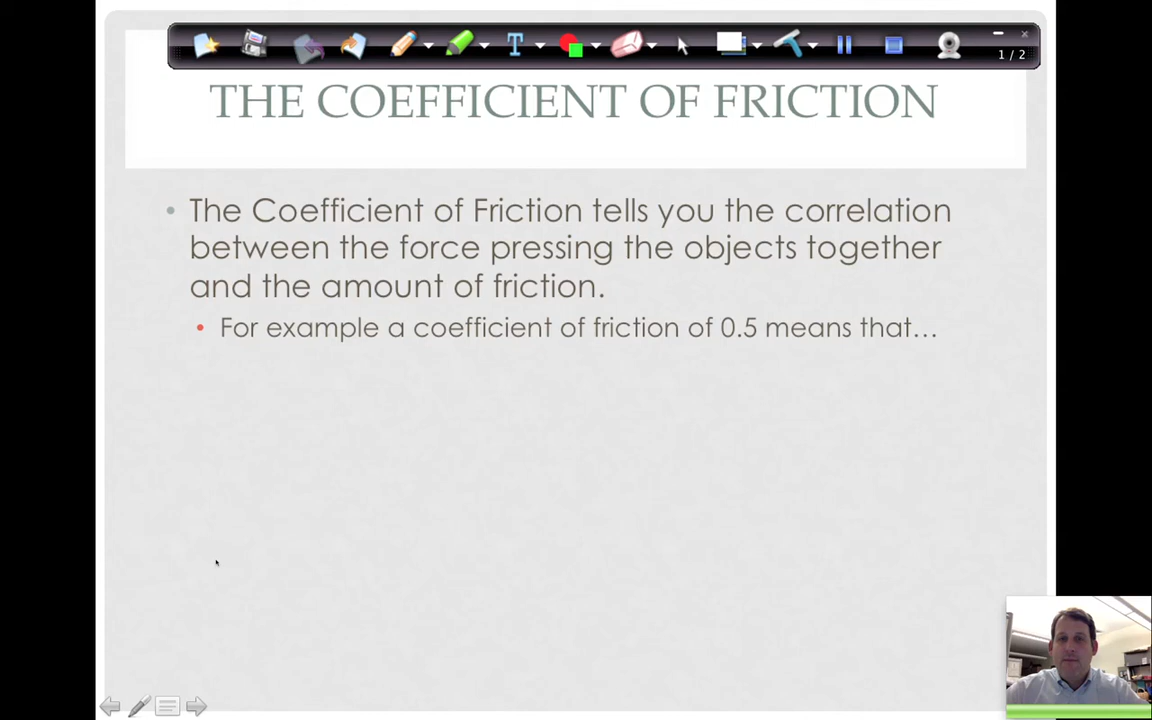 1 / 2
THE COEFFICIENT OF FRICTION
• The Coefficient of Friction tells you the correlation
between the force pressing the objects together
and the amount of friction.
• For example a coefficient of friction of 0.5 means that…